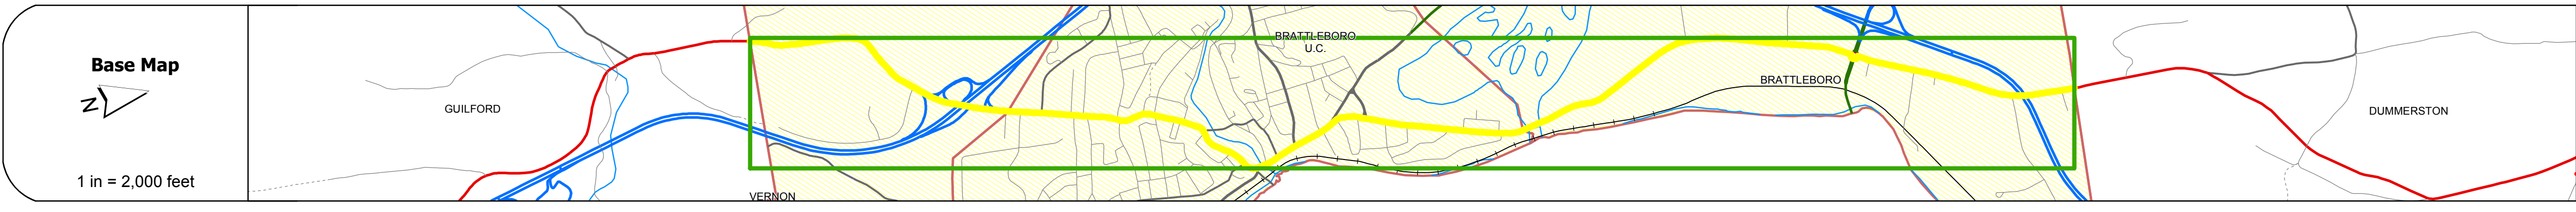 Base Map
N
1 in = 2,000 feet
GUILFORD
VERNON
BRATTLEBORO
U.C.
BRATTLEBORO
DUMMERSTON